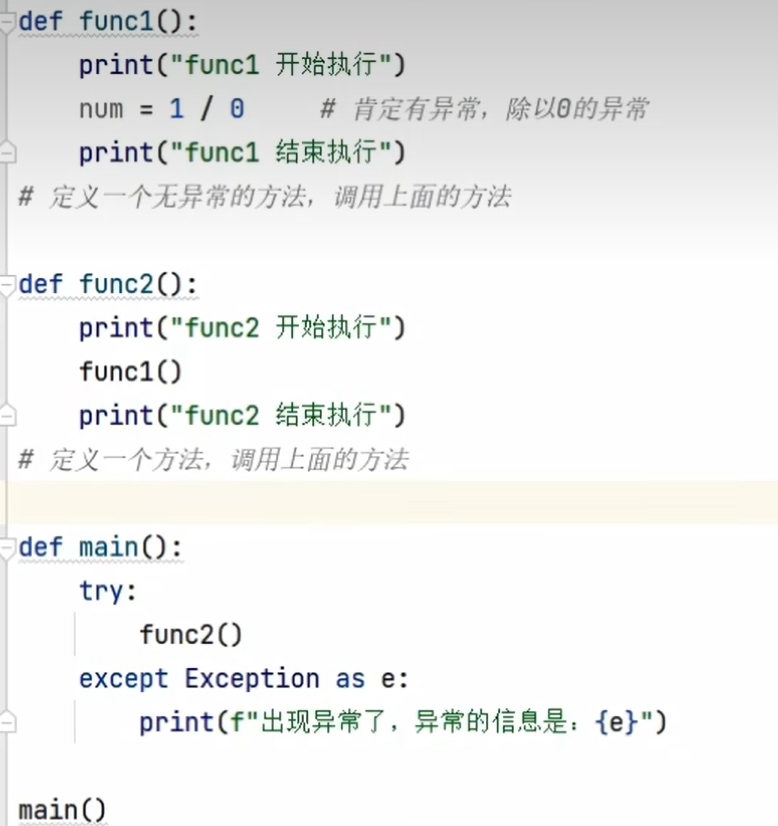 def func1():
    print("func1 开始执行")
    num = 1 / 0     # 肯定有异常，除以0的异常
    print("func1 结束执行")
# 定义一个无异常的方法，调用上面的方法
def func2():
    print("func2 开始执行")
    func1()
    print("func2 结束执行")
# 定义一个方法，调用上面的方法
def main():
    try:
        func2()
    except Exception as e:
        print(f"出现异常了，异常的信息是：{e}")
main()